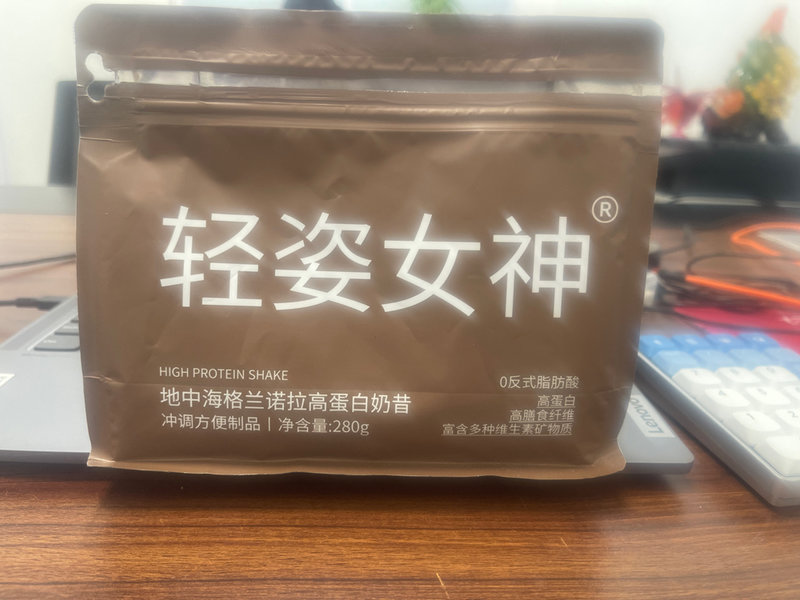 轻姿女神®
HIGH PROTEIN SHAKE
地中海格兰诺拉高蛋白奶昔
冲调方便制品 | 净含量:280g
0反式脂肪酸
高蛋白
高膳食纤维
富含多种维生素矿物质
Lenovo